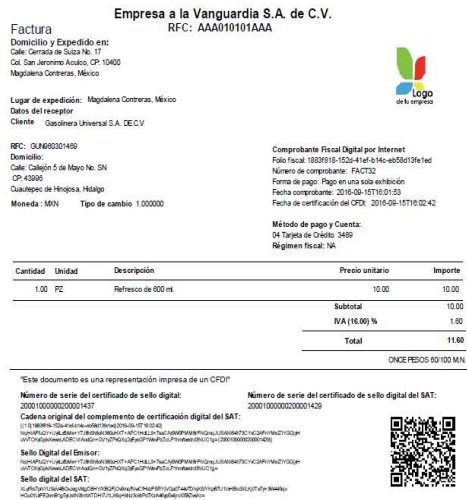 Empresa a la Vanguardia S.A. de C.V.
Factura
RFC: AAA010101AAA
Domicilio y Expedido en:
Calle: Cerrada de Suiza No. 17
Col. San Jeronimo Aculco, CP: 10400
Magdalena Contreras, México
Logo
de tu empresa
Lugar de expedición: Magdalena Contreras, México
Datos del receptor
Cliente Gasolinera Universal S.A. DE C.V
RFC: GUN960301469
Domicilio:
Calle: Callejón 5 de Mayo No. SN
CP: 43996
Cuautepec de Hinojosa, Hidalgo
Moneda : MXN Tipo de cambio 1.000000
Comprobante Fiscal Digital por Internet
Folio fiscal: 1883f818-152d-41ef-b14c-eb58d13fe1ed
Número de comprobante: FACT32
Forma de pago: Pago en una sola exhibición
Fecha comprobante: 2016-09-15T16:01:53
Fecha de certificación del CFDI: 2016-09-15T16:02:42
Método de pago y Cuenta:
04 Tarjeta de Crédito 3489
Régimen fiscal: NA
Cantidad Unidad Descripción Precio unitario Importe
1.00 PZ Refresco de 600 ml. 10.00 10.00
Subtotal 10.00
IVA (16.00) % 1.60
Total 11.60
ONCE PESOS 60/100 M.N.
"Este documento es una representación impresa de un CFDI"
Número de serie del certificado de sello digital:
20001000000200001437
Número de serie del certificado de sello digital del SAT:
20001000000200001429
Cadena original del complemento de certificación digital del SAT:
Sello Digital del Emisor:
Sello digital del SAT: